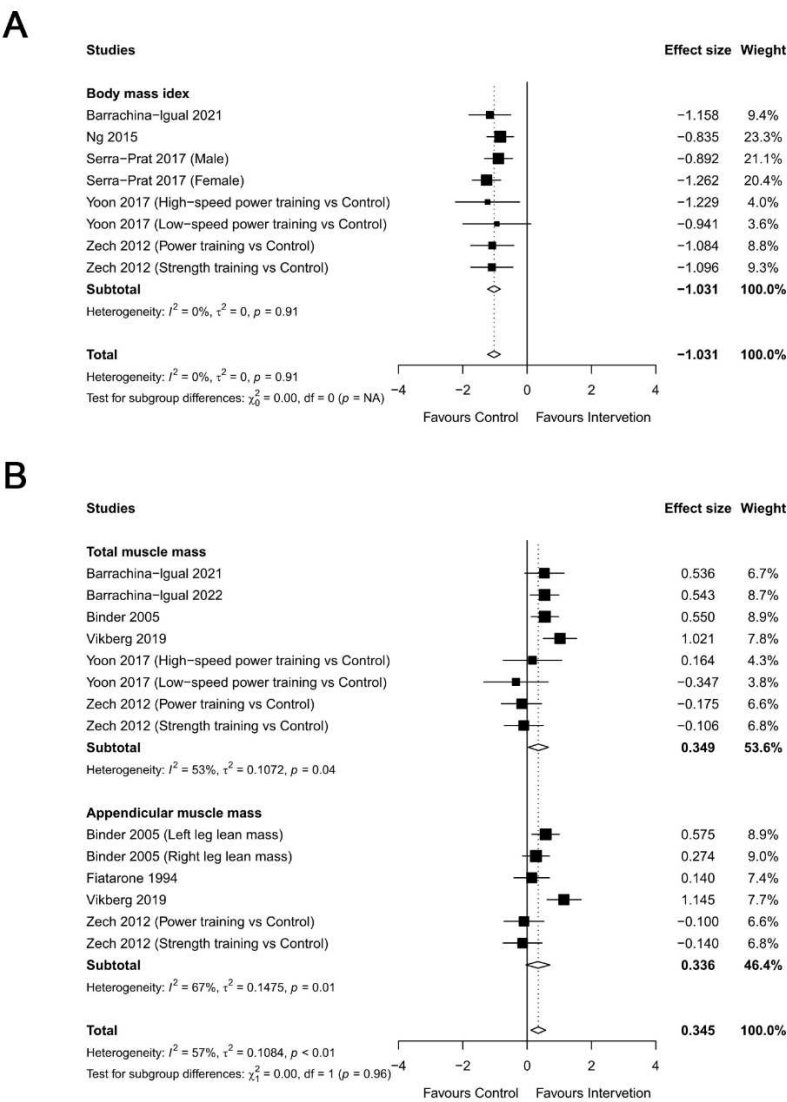 A
Studies Effect size Wieght
Body mass idex
Barrachina−Igual 2021 −1.158 9.4%
Ng 2015 −0.835 23.3%
Serra−Prat 2017 (Male) −0.892 21.1%
Serra−Prat 2017 (Female) −1.262 20.4%
Yoon 2017 (High−speed power training vs Control) −1.229 4.0%
Yoon 2017 (Low−speed power training vs Control) −0.941 3.6%
Zech 2012 (Power training vs Control) −1.084 8.8%
Zech 2012 (Strength training vs Control) −1.096 9.3%
Subtotal −1.031 100.0%
Heterogeneity: I² = 0%, τ² = 0, p = 0.91
Total −1.031 100.0%
Heterogeneity: I² = 0%, τ² = 0, p = 0.91
Test for subgroup differences: χ²₀ = 0.00, df = 0 (p = NA)
−4 −2 0 2 4
Favours Control Favours Intervetion
B
Studies Effect size Wieght
Total muscle mass
Barrachina−Igual 2021 0.536 6.7%
Barrachina−Igual 2022 0.543 8.7%
Binder 2005 0.550 8.9%
Vikberg 2019 1.021 7.8%
Yoon 2017 (High−speed power training vs Control) 0.164 4.3%
Yoon 2017 (Low−speed power training vs Control) −0.347 3.8%
Zech 2012 (Power training vs Control) −0.175 6.6%
Zech 2012 (Strength training vs Control) −0.106 6.8%
Subtotal 0.349 53.6%
Heterogeneity: I² = 53%, τ² = 0.1072, p = 0.04
Appendicular muscle mass
Binder 2005 (Left leg lean mass) 0.575 8.9%
Binder 2005 (Right leg lean mass) 0.274 9.0%
Fiatarone 1994 0.140 7.4%
Vikberg 2019 1.145 7.7%
Zech 2012 (Power training vs Control) −0.100 6.6%
Zech 2012 (Strength training vs Control) −0.140 6.8%
Subtotal 0.336 46.4%
Heterogeneity: I² = 67%, τ² = 0.1475, p = 0.01
Total 0.345 100.0%
Heterogeneity: I² = 57%, τ² = 0.1084, p < 0.01
Test for subgroup differences: χ²₁ = 0.00, df = 1 (p = 0.96)
−4 −2 0 2 4
Favours Control Favours Intervetion